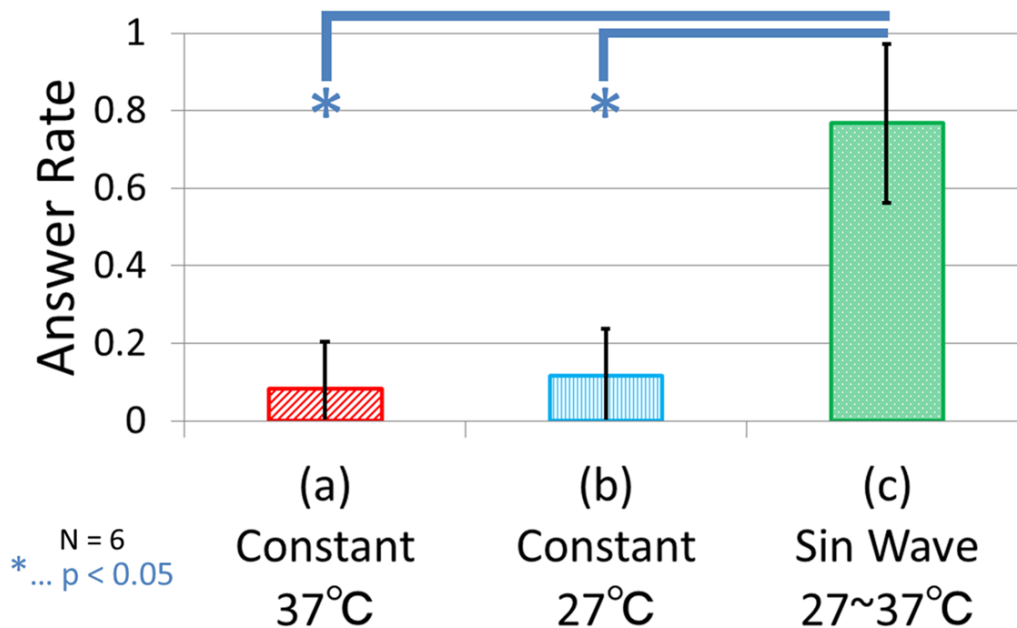 Answer Rate
1
0.8
0.6
0.4
0.2
0
*
*
(a)
Constant
37℃
(b)
Constant
27℃
(c)
Sin Wave
27~37℃
N = 6
*... p < 0.05